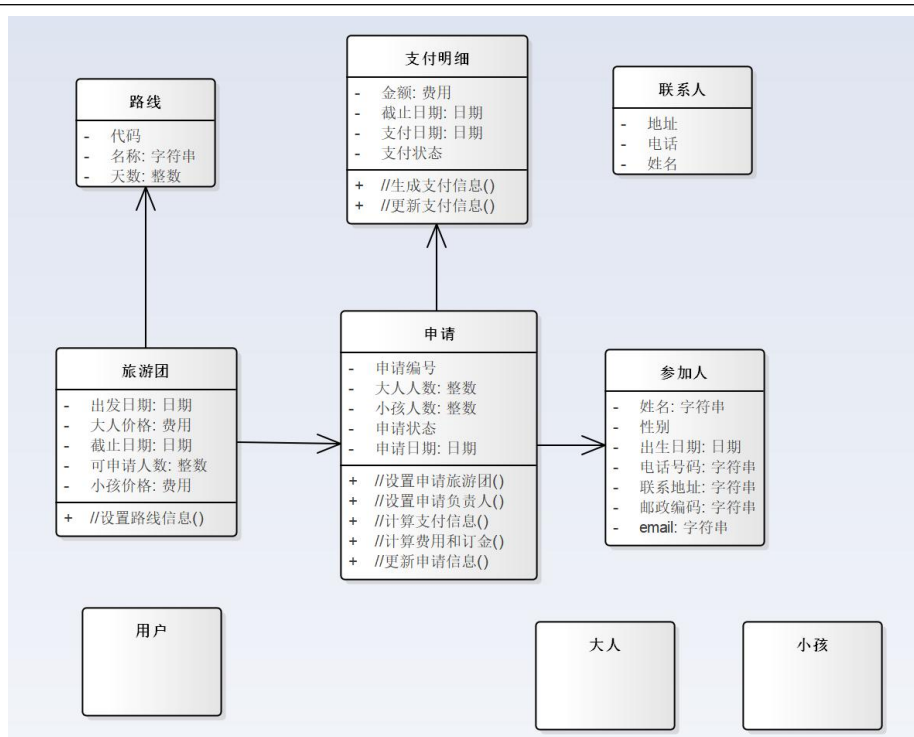 支付明细
- 金额: 费用
- 截止日期: 日期
- 支付日期: 日期
- 支付状态
+ //生成支付信息()
+ //更新支付信息()
路线
- 代码
- 名称: 字符串
- 天数: 整数
联系人
- 地址
- 电话
- 姓名
旅游团
- 出发日期: 日期
- 大人价格: 费用
- 截止日期: 日期
- 可申请人数: 整数
- 小孩价格: 费用
+ //设置路线信息()
申请
- 申请编号
- 大人人数: 整数
- 小孩人数: 整数
- 申请状态
- 申请日期: 日期
+ //设置申请旅游团()
+ //设置申请负责人()
+ //计算支付信息()
+ //计算费用和订金()
+ //更新申请信息()
参加人
- 姓名: 字符串
- 性别
- 出生日期: 日期
- 电话号码: 字符串
- 联系地址: 字符串
- 邮政编码: 字符串
- email: 字符串
用户
大人
小孩